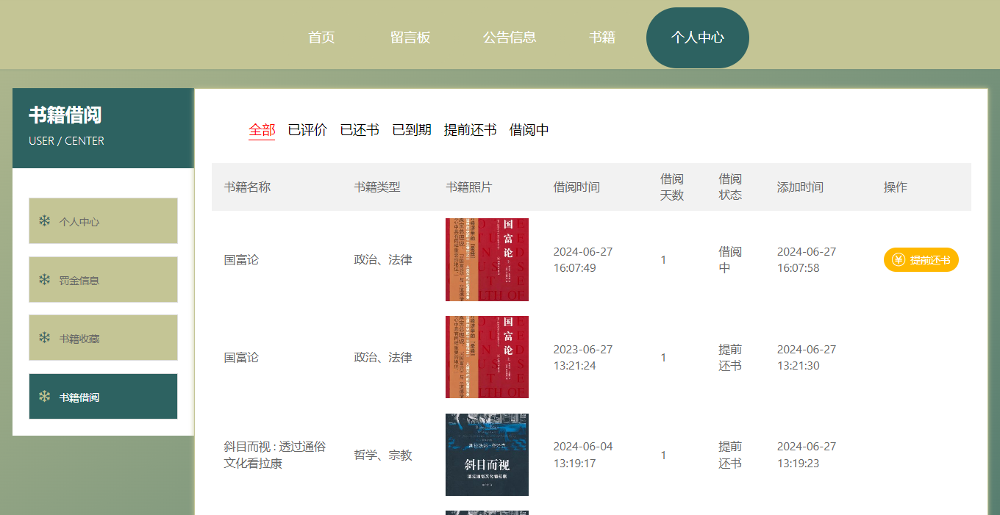 首页 留言板 公告信息 书籍 个人中心
书籍借阅
USER / CENTER
个人中心
罚金信息
书籍收藏
书籍借阅
全部 已评价 已还书 已到期 提前还书 借阅中
书籍名称 书籍类型 书籍照片 借阅时间 借阅天数 借阅状态 添加时间 操作
国富论 政治、法律 国富论 上 2024-06-27 16:07:49 1 借阅中 2024-06-27 16:07:58 提前还书
国富论 政治、法律 国富论 上 2023-06-27 13:21:24 1 提前还书 2024-06-27 13:21:30
斜目而视 : 透过通俗文化看拉康 哲学、宗教 斜目而视 透过通俗文化看拉康 2024-06-04 13:19:17 1 提前还书 2024-06-27 13:19:23